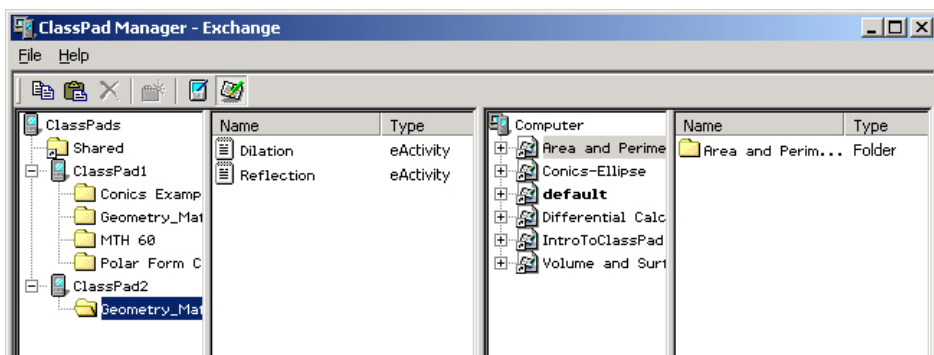 ClassPad Manager - Exchange
File Help
ClassPads
Shared
ClassPad1
Conics Examp
Geometry_Mat
MTH 60
Polar Form C
ClassPad2
Geometry_Mat
Name Type
Dilation eActivity
Reflection eActivity
Computer
Area and Perime
Conics-Ellipse
default
Differential Calc
IntroToClassPad
Volume and Surf
Name Type
Area and Perim... Folder